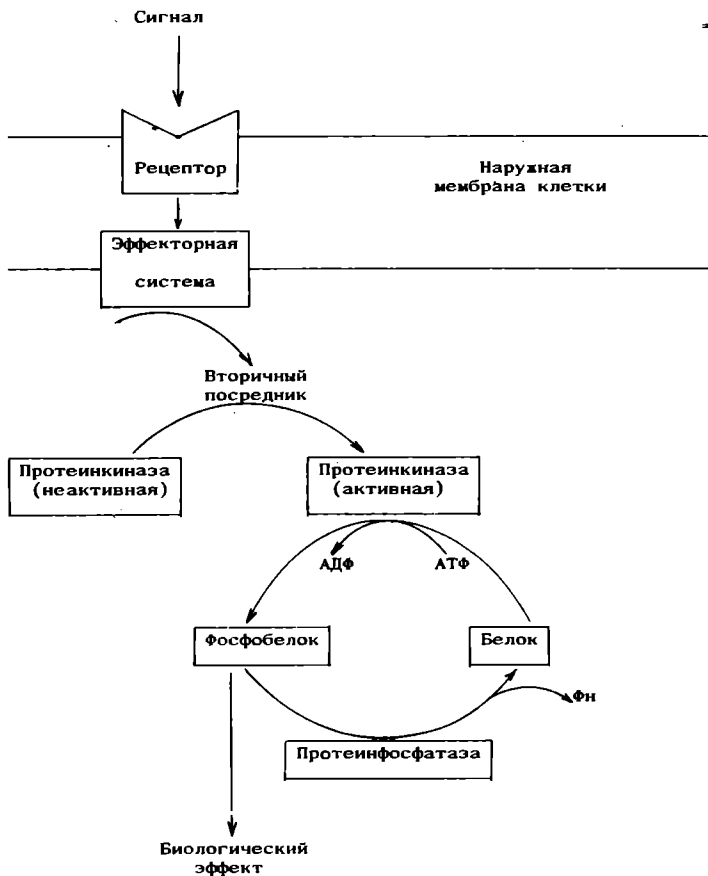 Сигнал
Рецептор
Наружная
мембрана клетки
Эффекторная
система
Вторичный
посредник
Протеинкиназа
(неактивная)
Протеинкиназа
(активная)
АДФ
АТФ
Фосфобелок
Белок
Фн
Протеинфосфатаза
Биологический
эффект